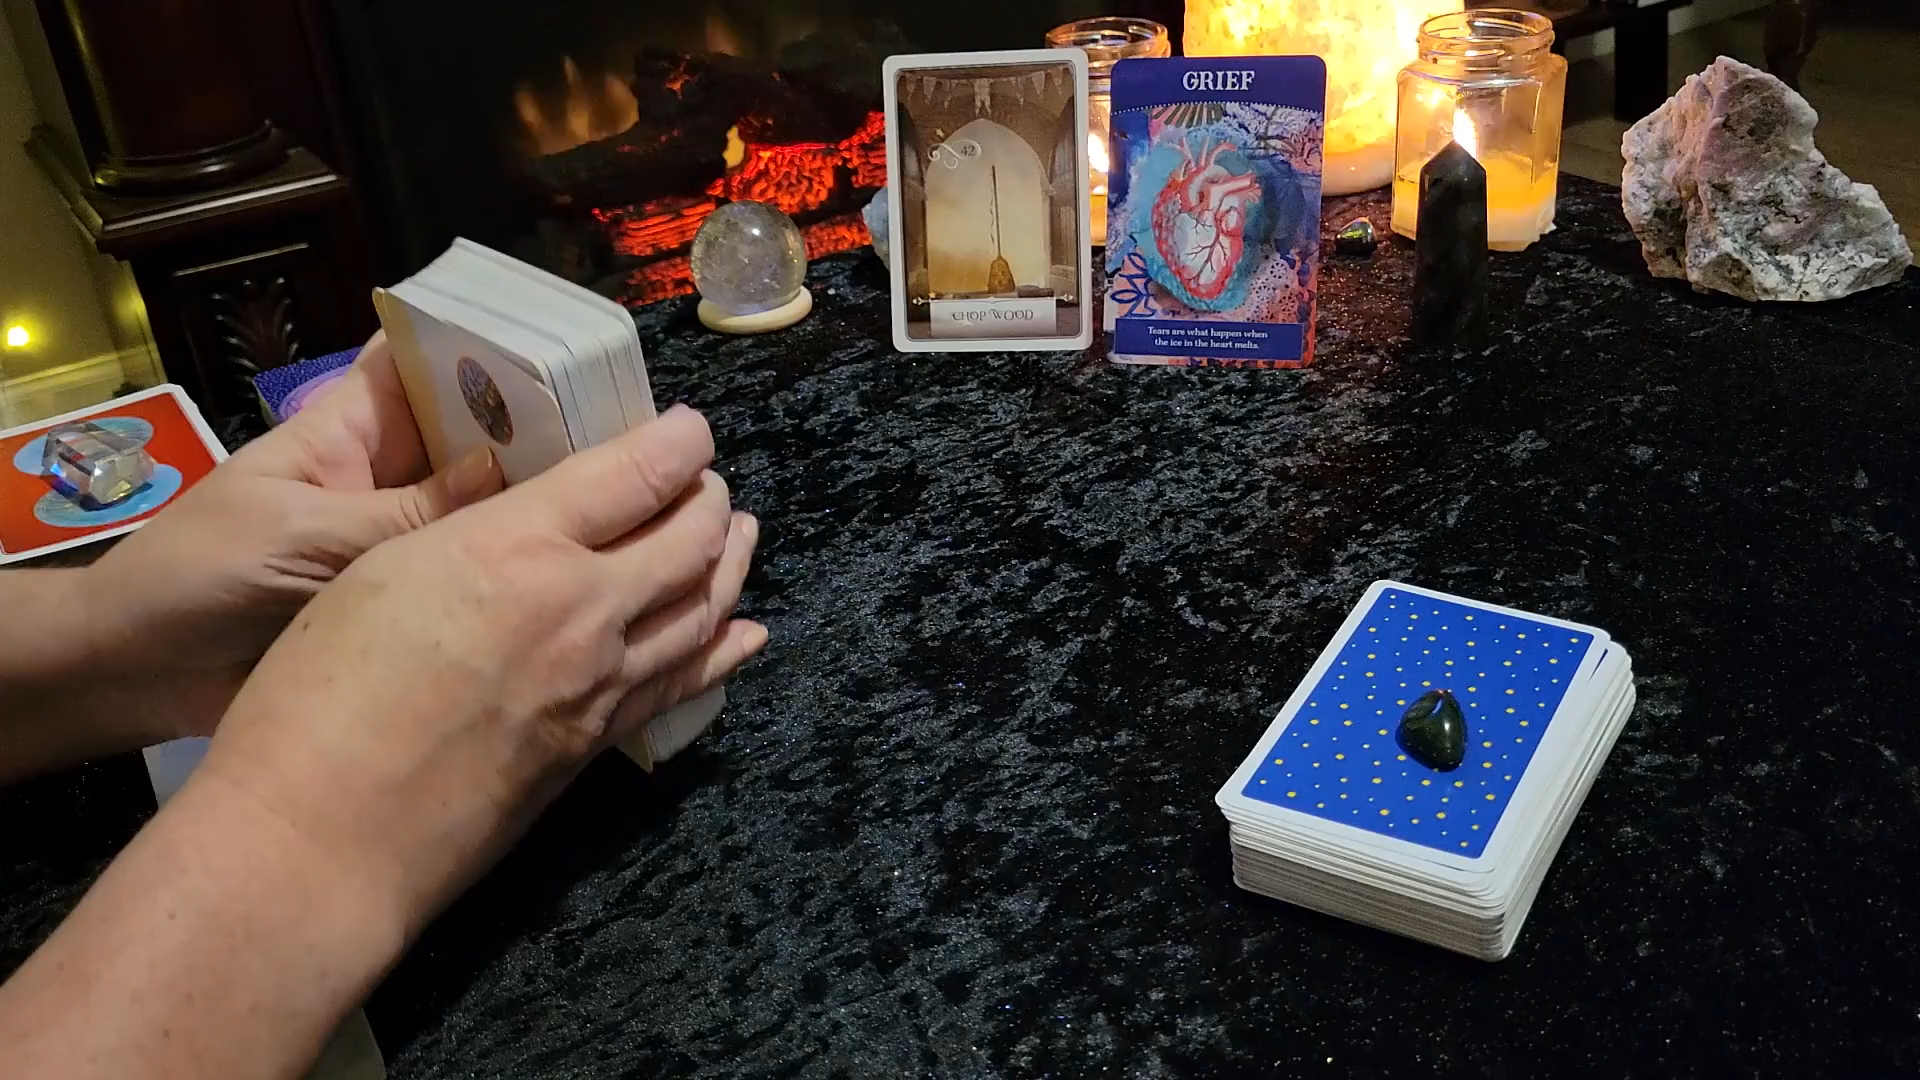 42
CHOP WOOD
GRIEF
Tears are what happen when
the ice in the heart melts.